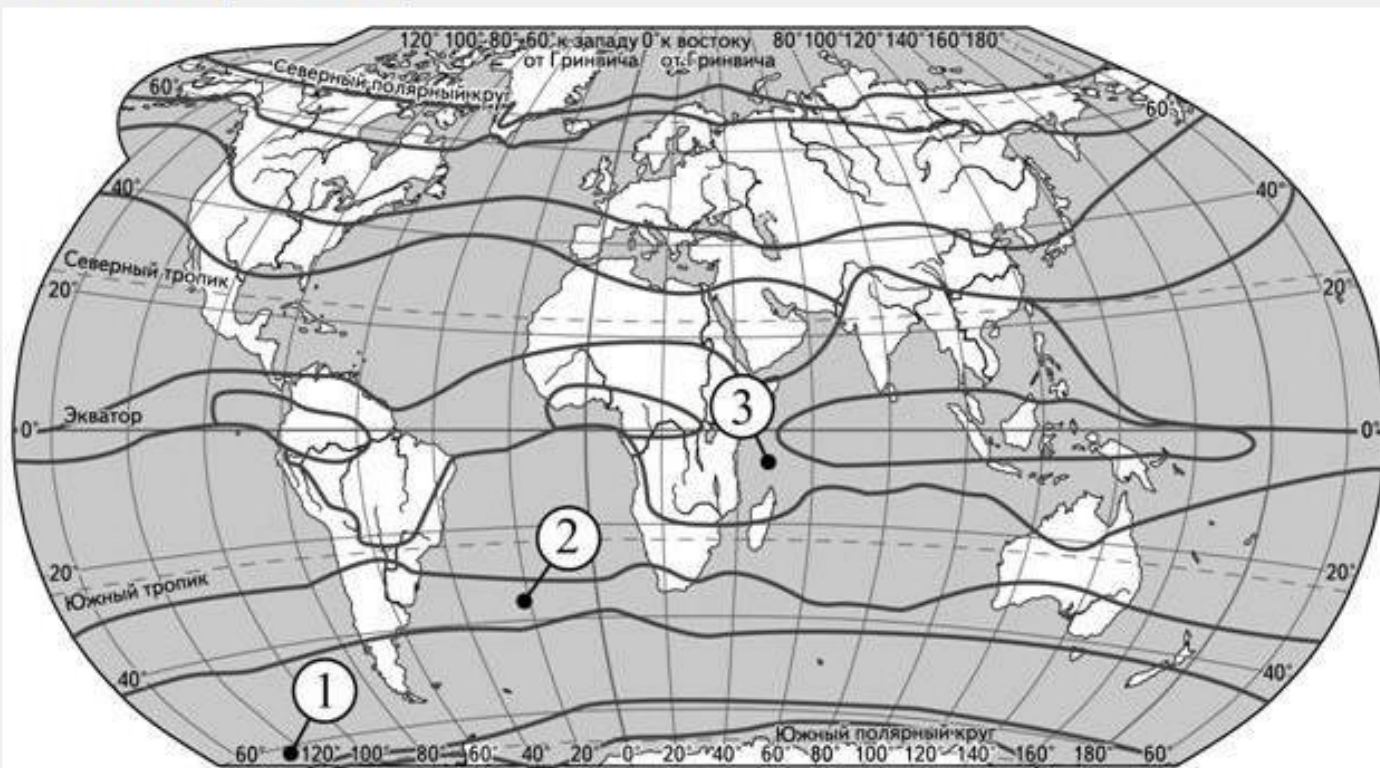 120° 100° 80° 60° к западу 0° к востоку 80° 100° 120° 140° 160° 180°
от Гринвича от Гринвича
Северный полярный круг
60°
60°
40°
40°
Северный тропик
20°
20°
3
Экватор
0°
0°
2
20°
20°
Южный тропик
40°
40°
1
Южный полярный круг
60° 120° 100° 80° 60° 40° 20° 0° 20° 40° 60° 80° 100° 120° 140° 160° 180° 60°